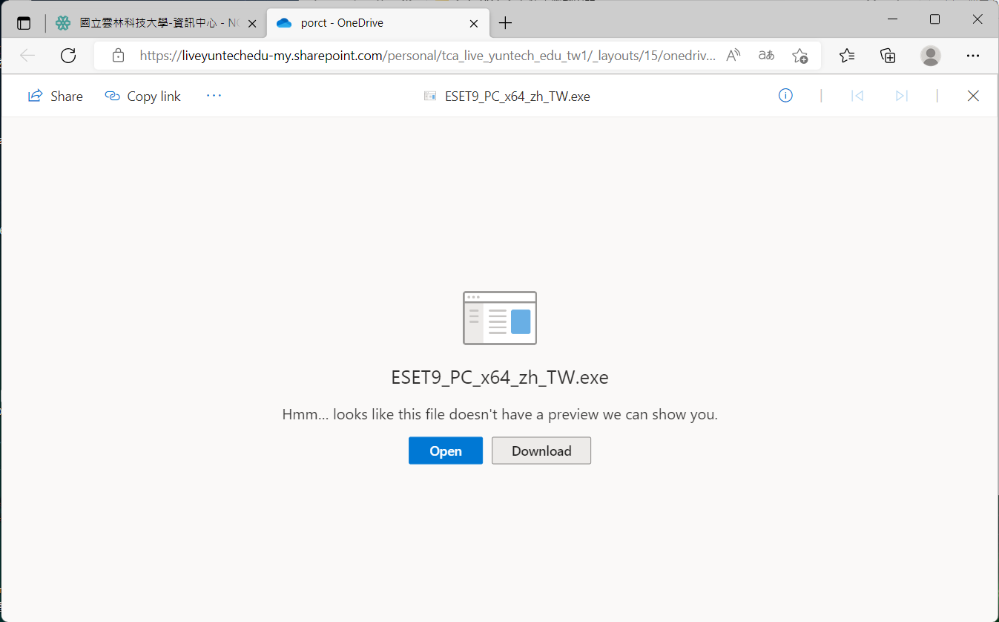 國立雲林科技大學-資訊中心 - NO
porct - OneDrive
https://liveyuntechedu-my.sharepoint.com/personal/tca_live_yuntech_edu_tw1/_layouts/15/onedriv...
Share
Copy link
ESET9_PC_x64_zh_TW.exe
ESET9_PC_x64_zh_TW.exe
Hmm... looks like this file doesn't have a preview we can show you.
Open
Download